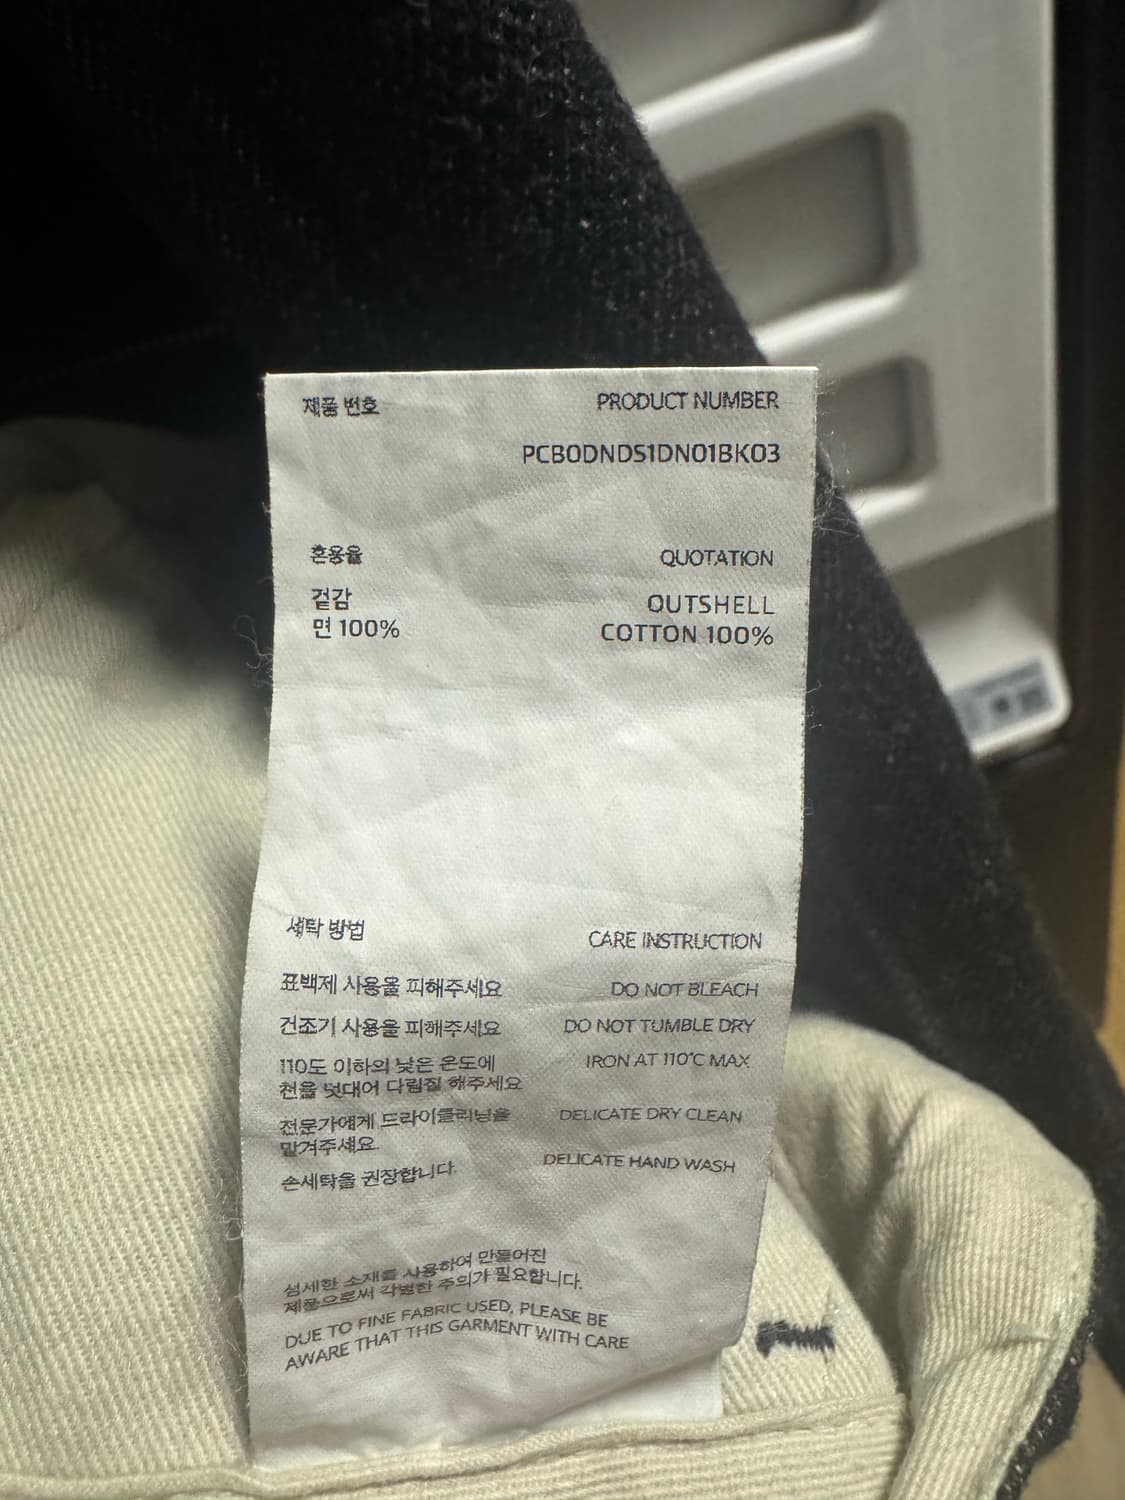 제품 번호 PRODUCT NUMBER
PCBODNDS1DN01BK03
혼용율 QUOTATION
겉감 OUTSHELL
면 100% COTTON 100%
세탁 방법 CARE INSTRUCTION
표백제 사용을 피해주세요 DO NOT BLEACH
건조기 사용을 피해주세요 DO NOT TUMBLE DRY
110도 이하의 낮은 온도에 IRON AT 110°C MAX
천을 덧대어 다림질 해주세요
전문가에게 드라이클리닝을 DELICATE DRY CLEAN
맡겨주세요.
손세탁을 권장합니다. DELICATE HAND WASH
섬세한 소재를 사용하여 만들어진
제품으로써 각별한 주의가 필요합니다.
DUE TO FINE FABRIC USED, PLEASE BE
AWARE THAT THIS GARMENT WITH CARE